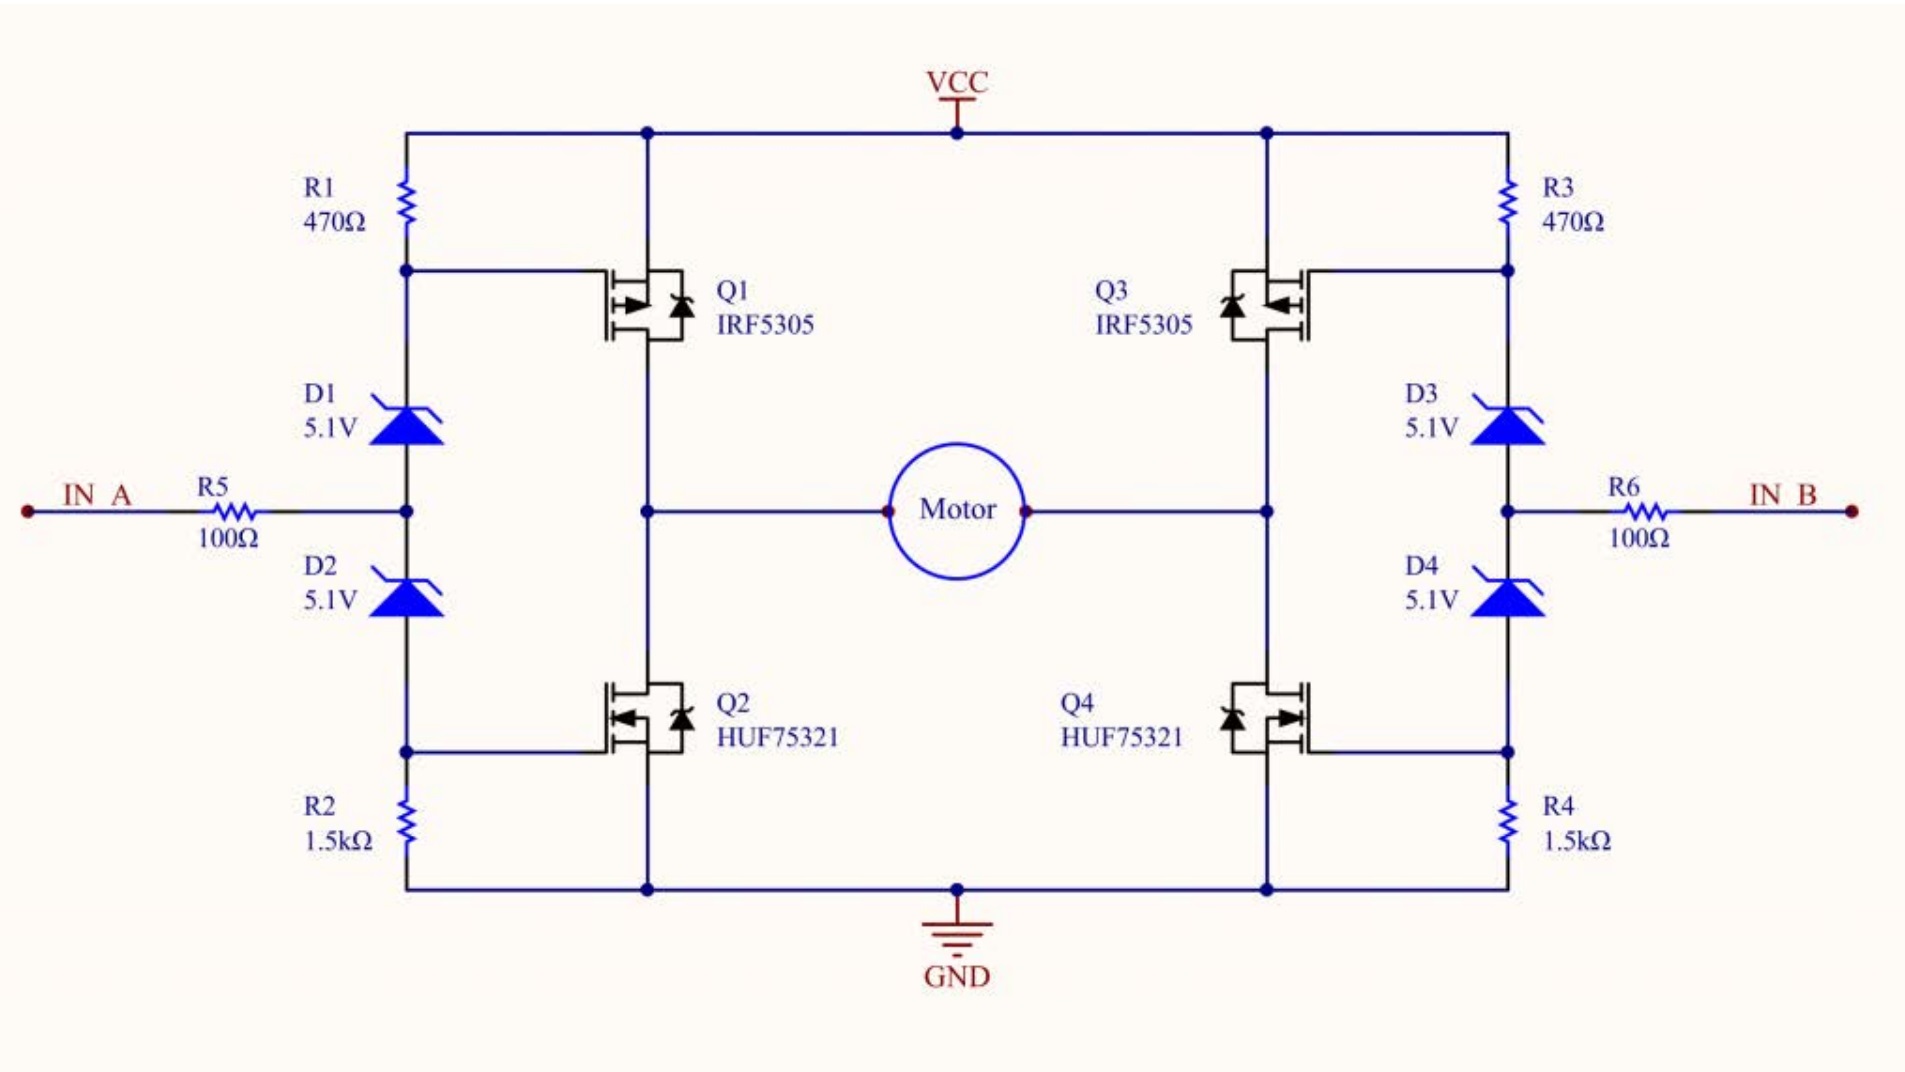 VCC
R1
470Ω
R3
470Ω
Q1
IRF5305
Q3
IRF5305
D1
5.1V
D3
5.1V
IN A
R5
100Ω
Motor
R6
100Ω
IN B
D2
5.1V
D4
5.1V
Q2
HUF75321
Q4
HUF75321
R2
1.5kΩ
R4
1.5kΩ
GND